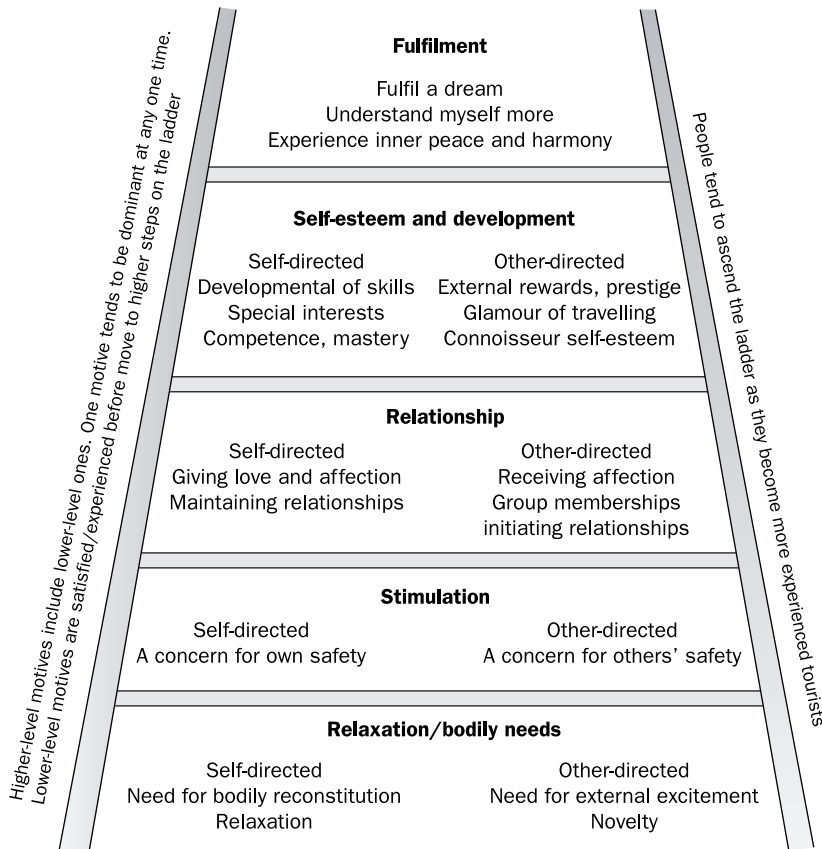 Higher-level motives include lower-level ones. One motive tends to be dominant at any one time.
Lower-level motives are satisfied/experienced before move to higher steps on the ladder
Fulfilment
Fulfil a dream
Understand myself more
Experience inner peace and harmony
Self-esteem and development
Self-directed
Developmental of skills
Special interests
Competence, mastery
Other-directed
External rewards, prestige
Glamour of travelling
Connoisseur self-esteem
Relationship
Self-directed
Giving love and affection
Maintaining relationships
Other-directed
Receiving affection
Group memberships
initiating relationships
Stimulation
Self-directed
A concern for own safety
Other-directed
A concern for others’ safety
Relaxation/bodily needs
Self-directed
Need for bodily reconstitution
Relaxation
Other-directed
Need for external excitement
Novelty
People tend to ascend the ladder as they become more experienced tourists